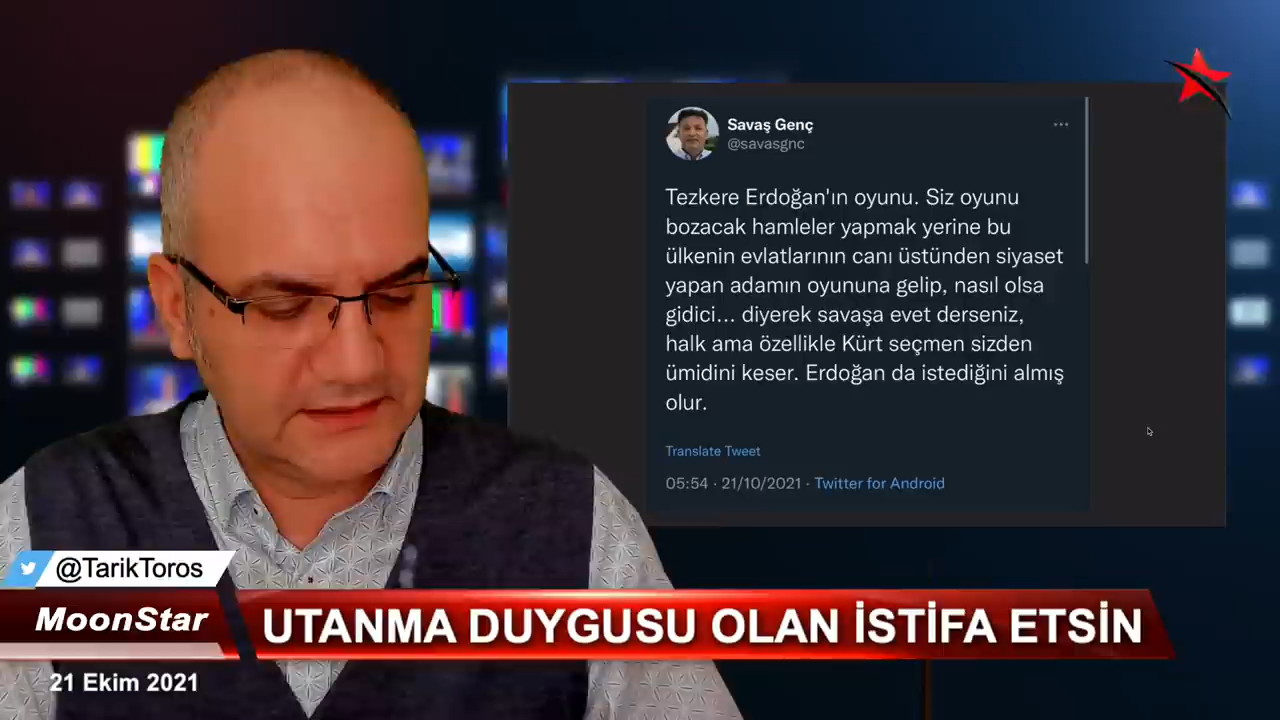 Savaş Genç
@savasgnc
Tezkere Erdoğan'ın oyunu. Siz oyunu
bozacak hamleler yapmak yerine bu
ülkenin evlatlarının canı üstünden siyaset
yapan adamın oyununa gelip, nasıl olsa
gidici... diyerek savaşa evet derseniz,
halk ama özellikle Kürt seçmen sizden
ümidini keser. Erdoğan da istediğini almış
olur.
Translate Tweet
05:54 · 21/10/2021 · Twitter for Android
@TarikToros
MoonStar
UTANMA DUYGUSU OLAN İSTİFA ETSİN
21 Ekim 2021